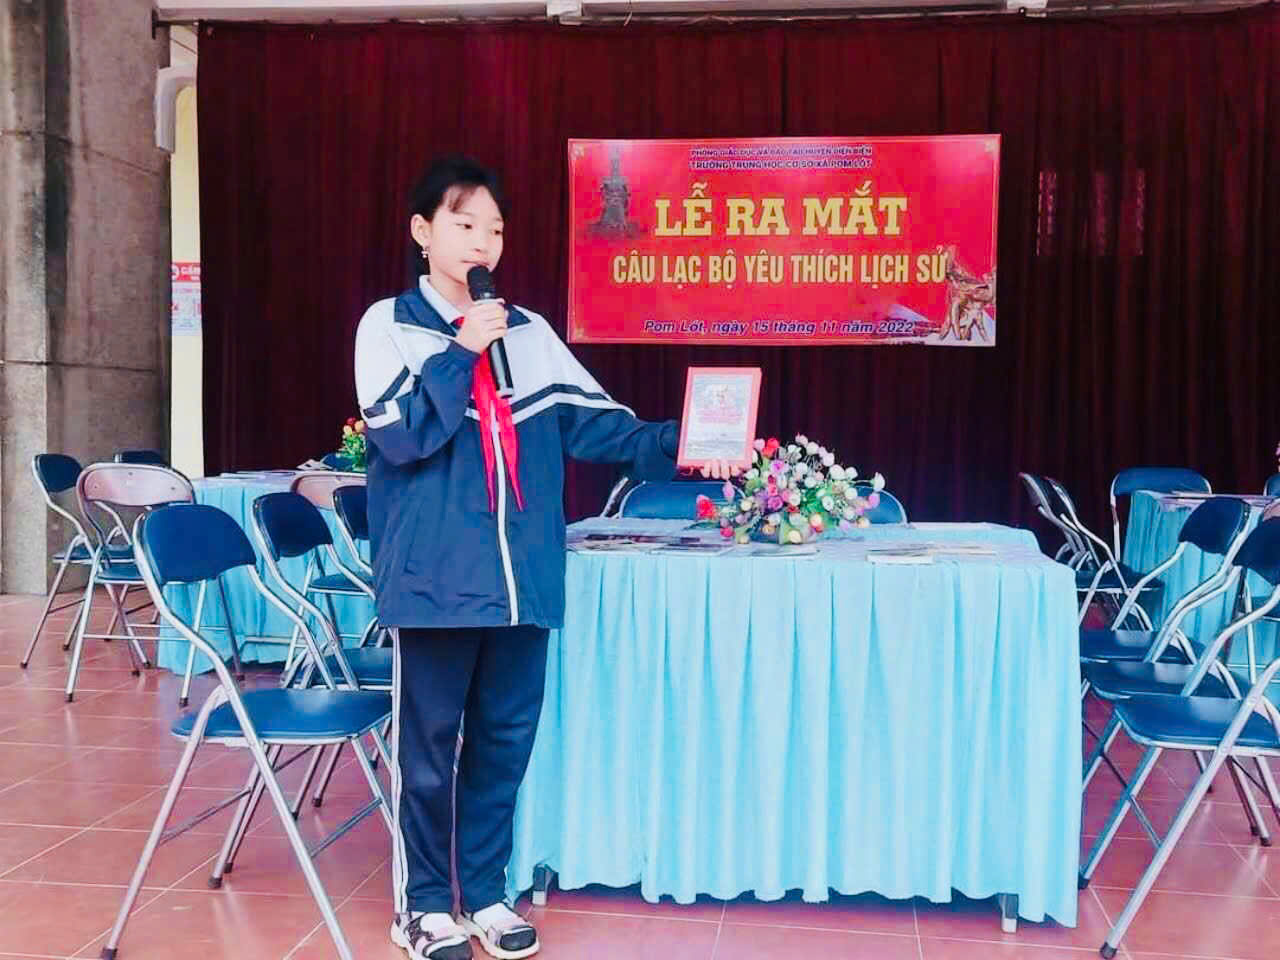 PHÒNG GIÁO DỤC VÀ ĐÀO TẠO HUYỆN ĐIỆN BIÊN
TRƯỜNG TRUNG HỌC CƠ SỞ XÃ POM LÓT
LỄ RA MẮT
CÂU LẠC BỘ YÊU THÍCH LỊCH SỬ
Pom Lót, ngày 15 tháng 11 năm 2022